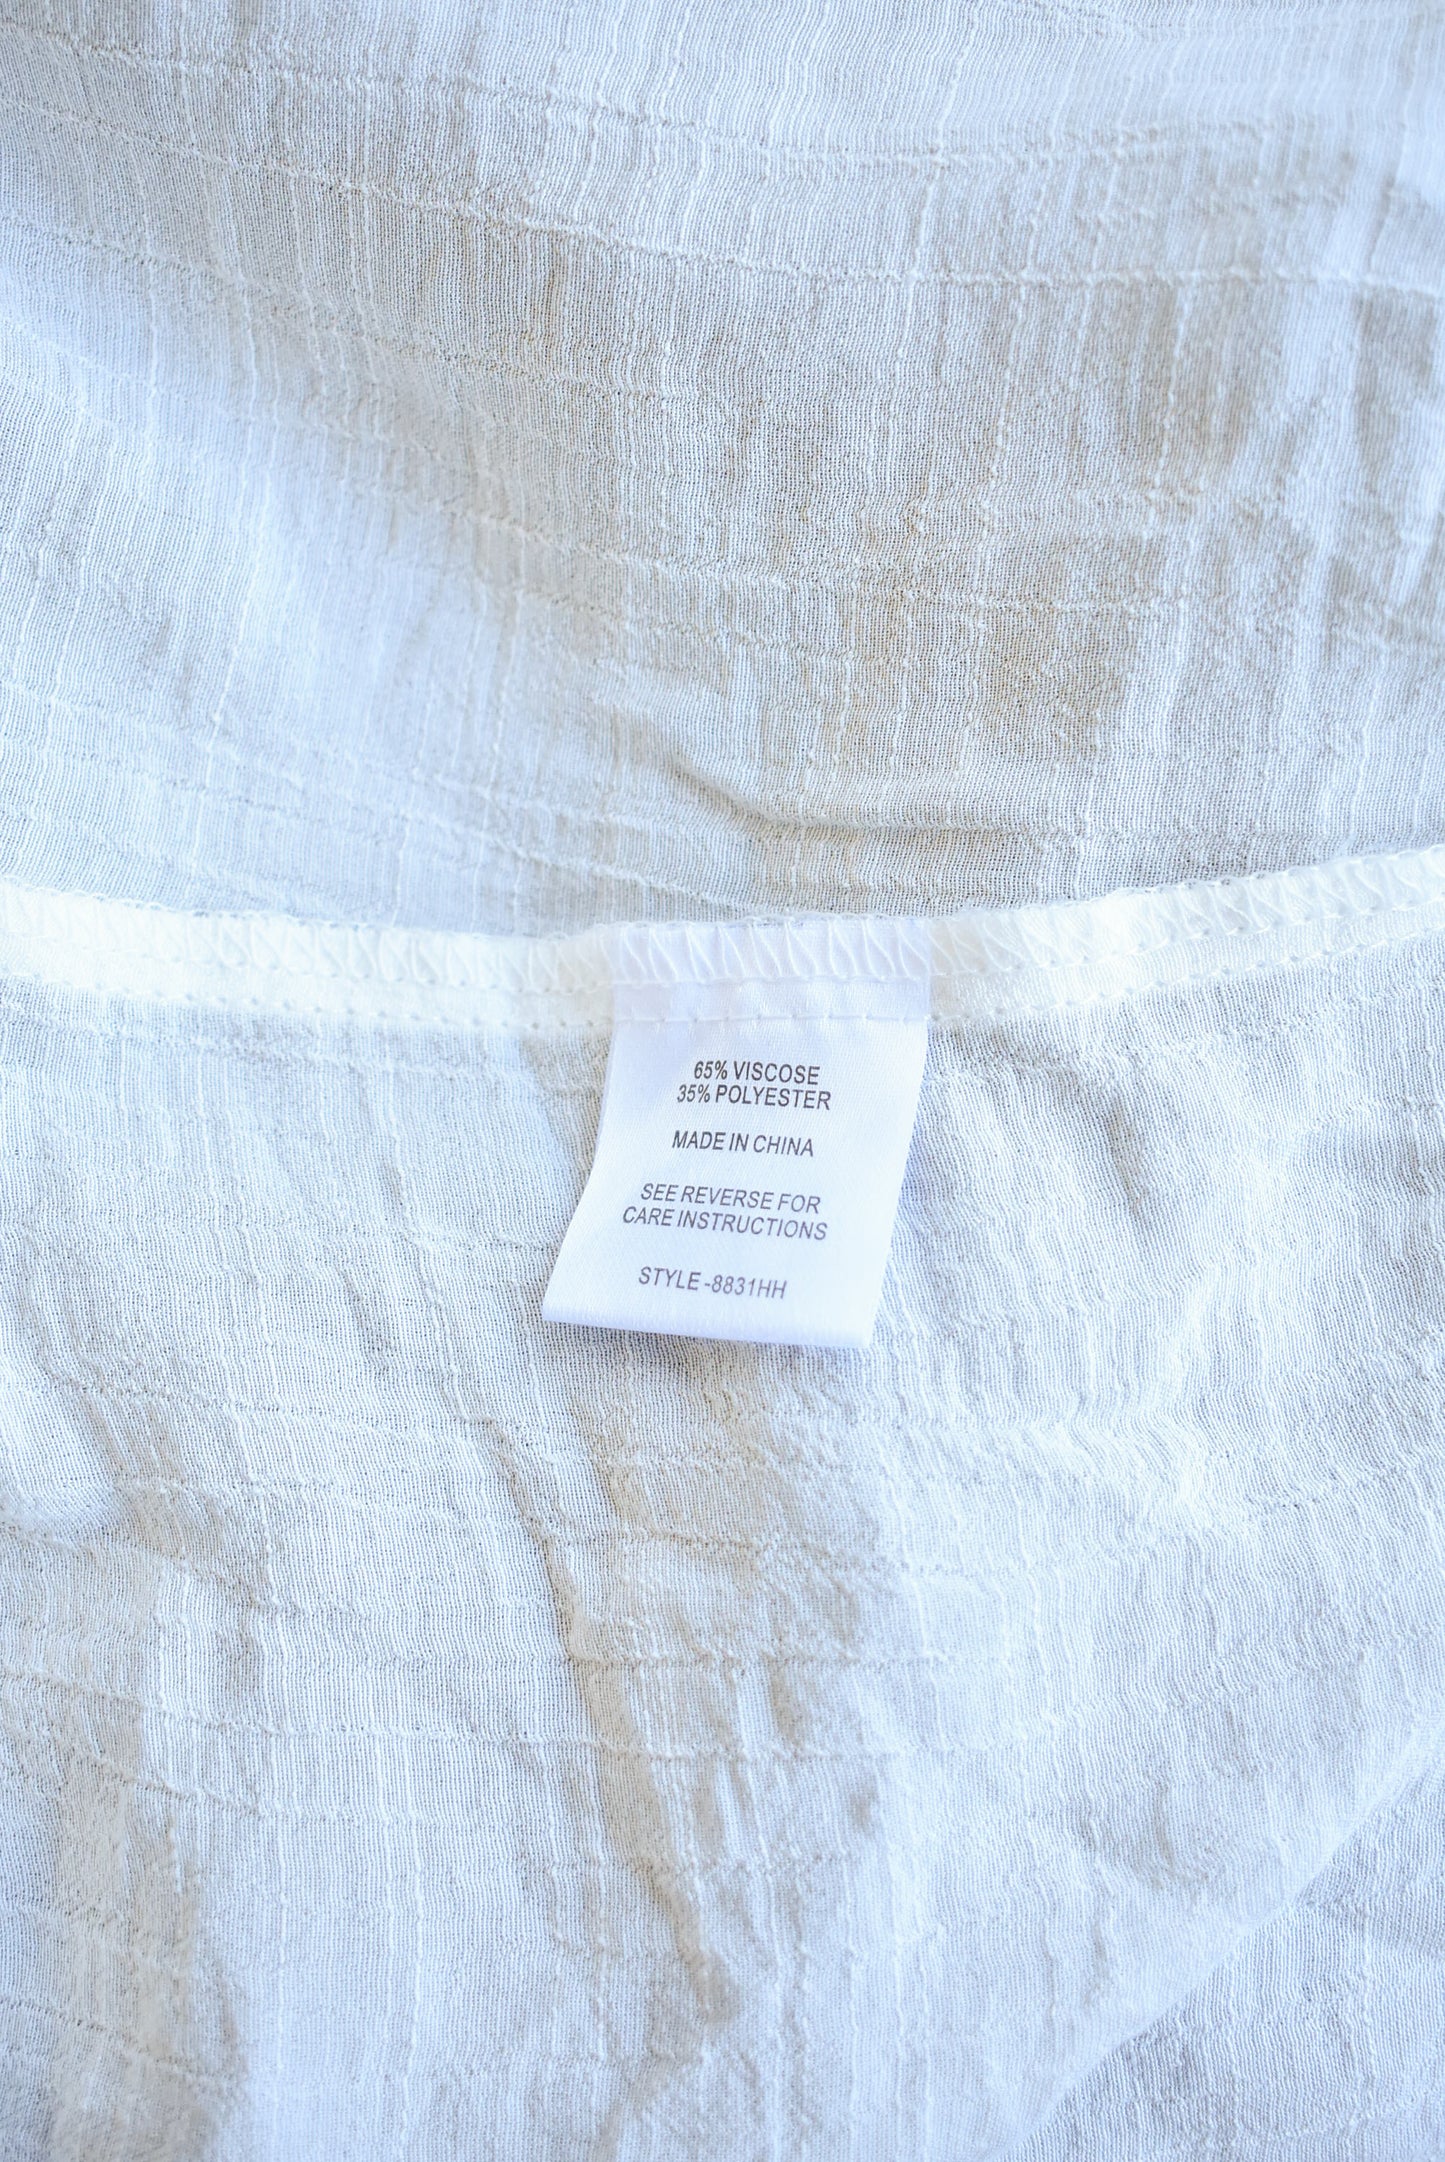 65% VISCOSE
35% POLYESTER
MADE IN CHINA
SEE REVERSE FOR
CARE INSTRUCTIONS
STYLE-8831HH